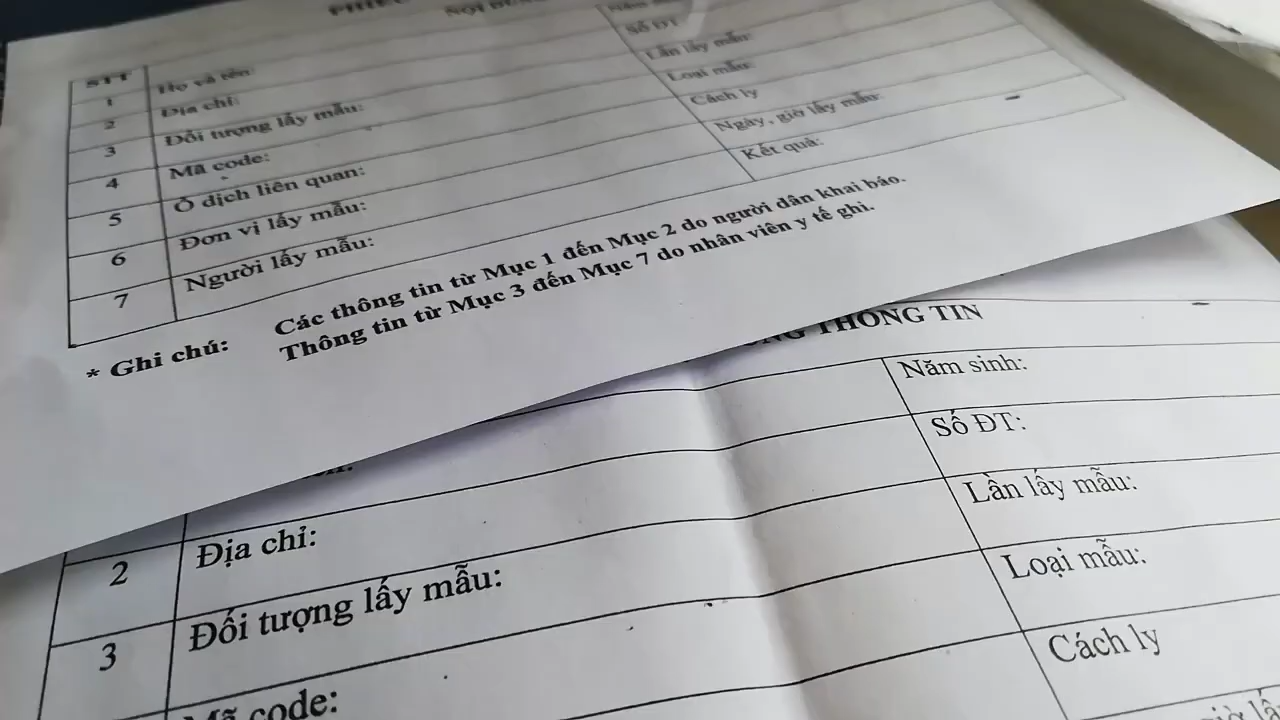 PHIẾU
NỘI DUNG
STT
1 Họ và tên:
2 Địa chỉ: Số ĐT:
3 Đối tượng lấy mẫu: Lần lấy mẫu:
4 Mã code: Loại mẫu:
5 Ổ dịch liên quan: Cách ly
6 Đơn vị lấy mẫu: Ngày, giờ lấy mẫu:
7 Người lấy mẫu: Kết quả:
* Ghi chú: Các thông tin từ Mục 1 đến Mục 2 do người dân khai báo.
Thông tin từ Mục 3 đến Mục 7 do nhân viên y tế ghi.
THÔNG TIN
Năm sinh:
2 Địa chỉ: Số ĐT:
3 Đối tượng lấy mẫu: Lần lấy mẫu:
Mã code: Loại mẫu:
Cách ly